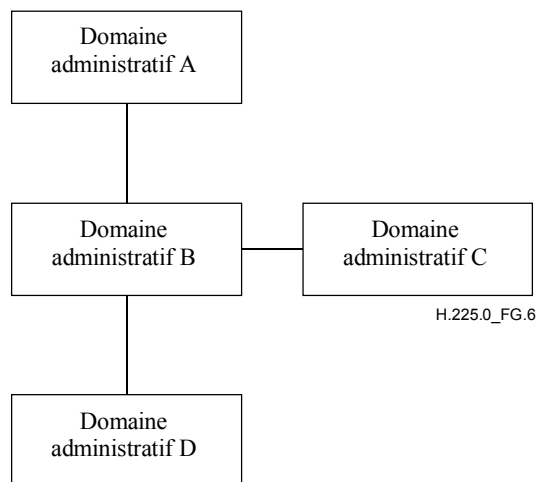 Domaine
administratif A
Domaine
administratif B
Domaine
administratif C
H.225.0_FG.6
Domaine
administratif D